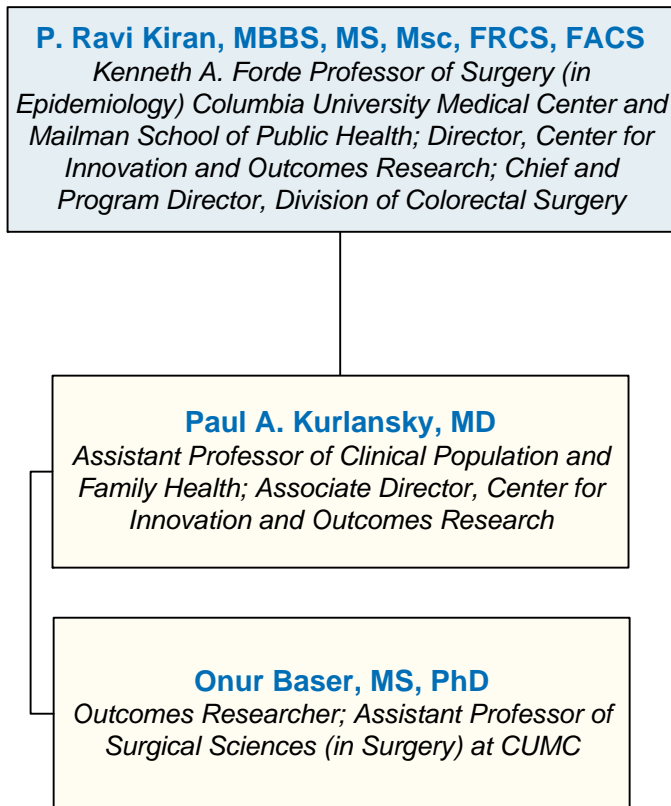 P. Ravi Kiran, MBBS, MS, Msc, FRCS, FACS
Kenneth A. Forde Professor of Surgery (in
Epidemiology) Columbia University Medical Center and
Mailman School of Public Health; Director, Center for
Innovation and Outcomes Research; Chief and
Program Director, Division of Colorectal Surgery
Paul A. Kurlansky, MD
Assistant Professor of Clinical Population and
Family Health; Associate Director, Center for
Innovation and Outcomes Research
Onur Baser, MS, PhD
Outcomes Researcher; Assistant Professor of
Surgical Sciences (in Surgery) at CUMC